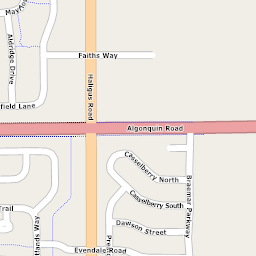 Aldridge Drive
Faiths Way
Haligus Road
field Lane
Algonquin Road
Casselberry North
Braemar Parkway
Casselberry South
Trail
Dawson Street
Evendale Road